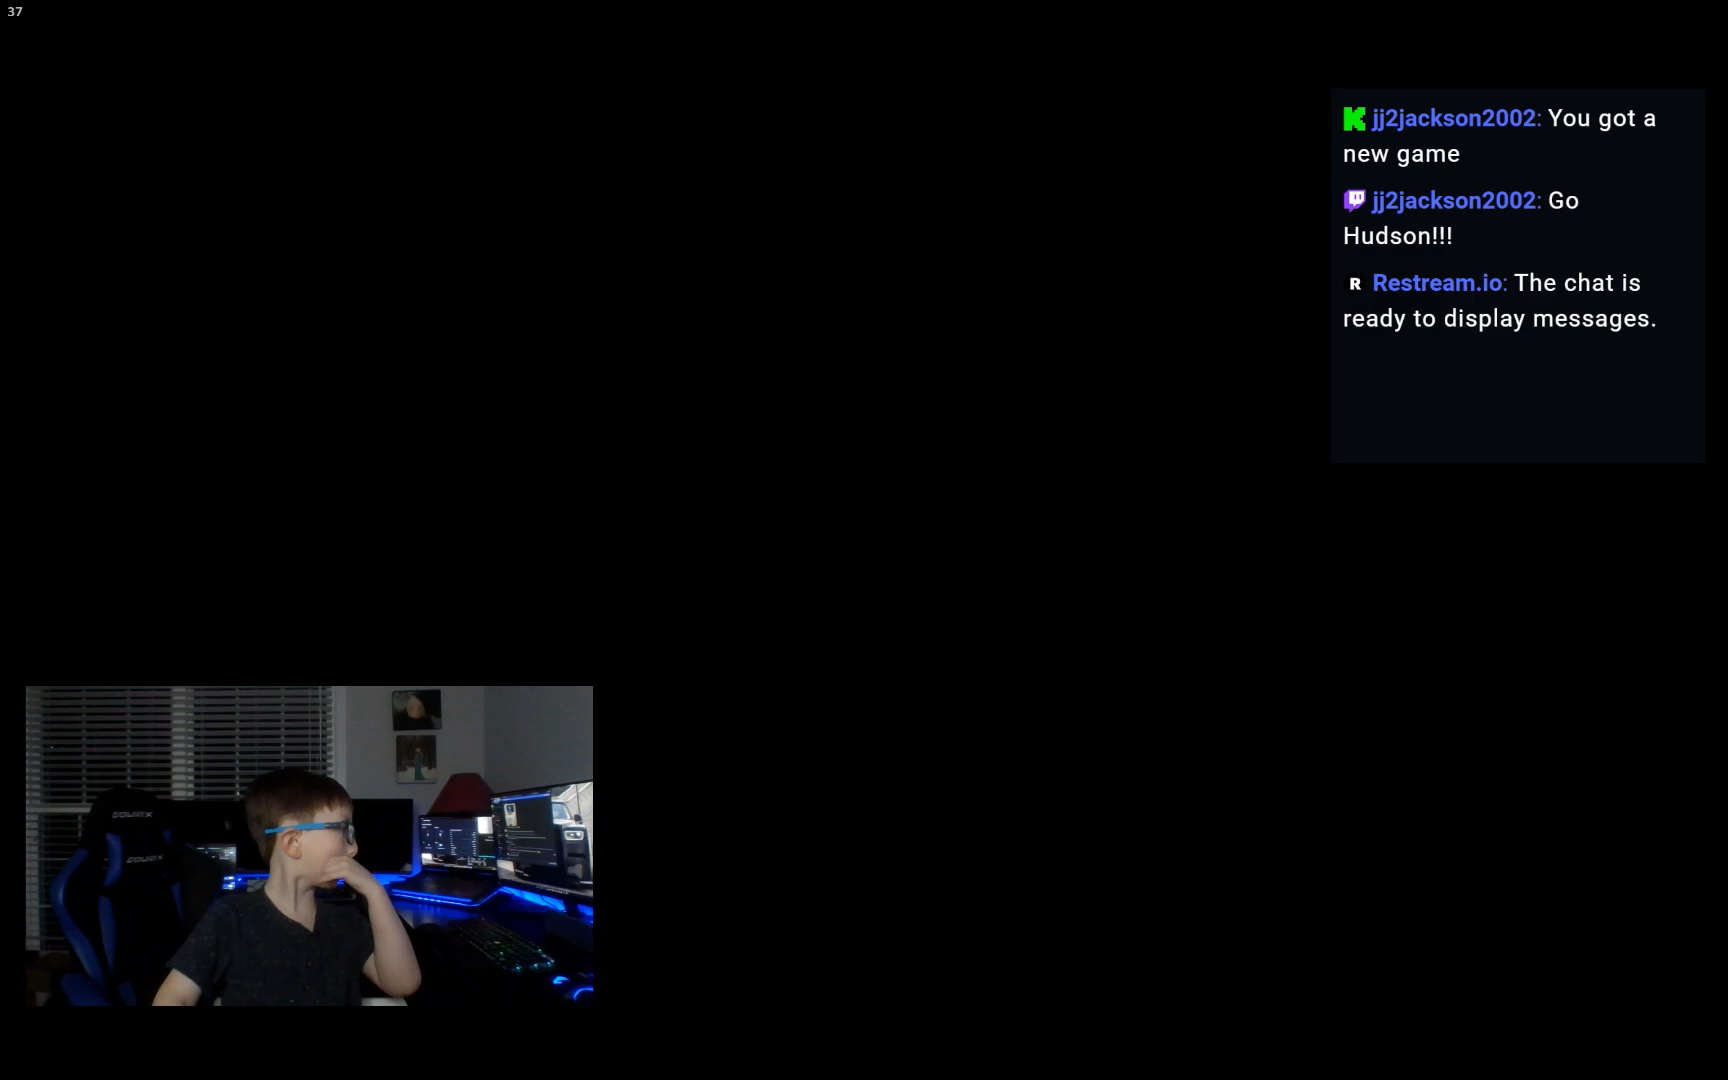 37
jj2jackson2002: You got a
new game
jj2jackson2002: Go
Hudson!!!
R Restream.io: The chat is
ready to display messages.